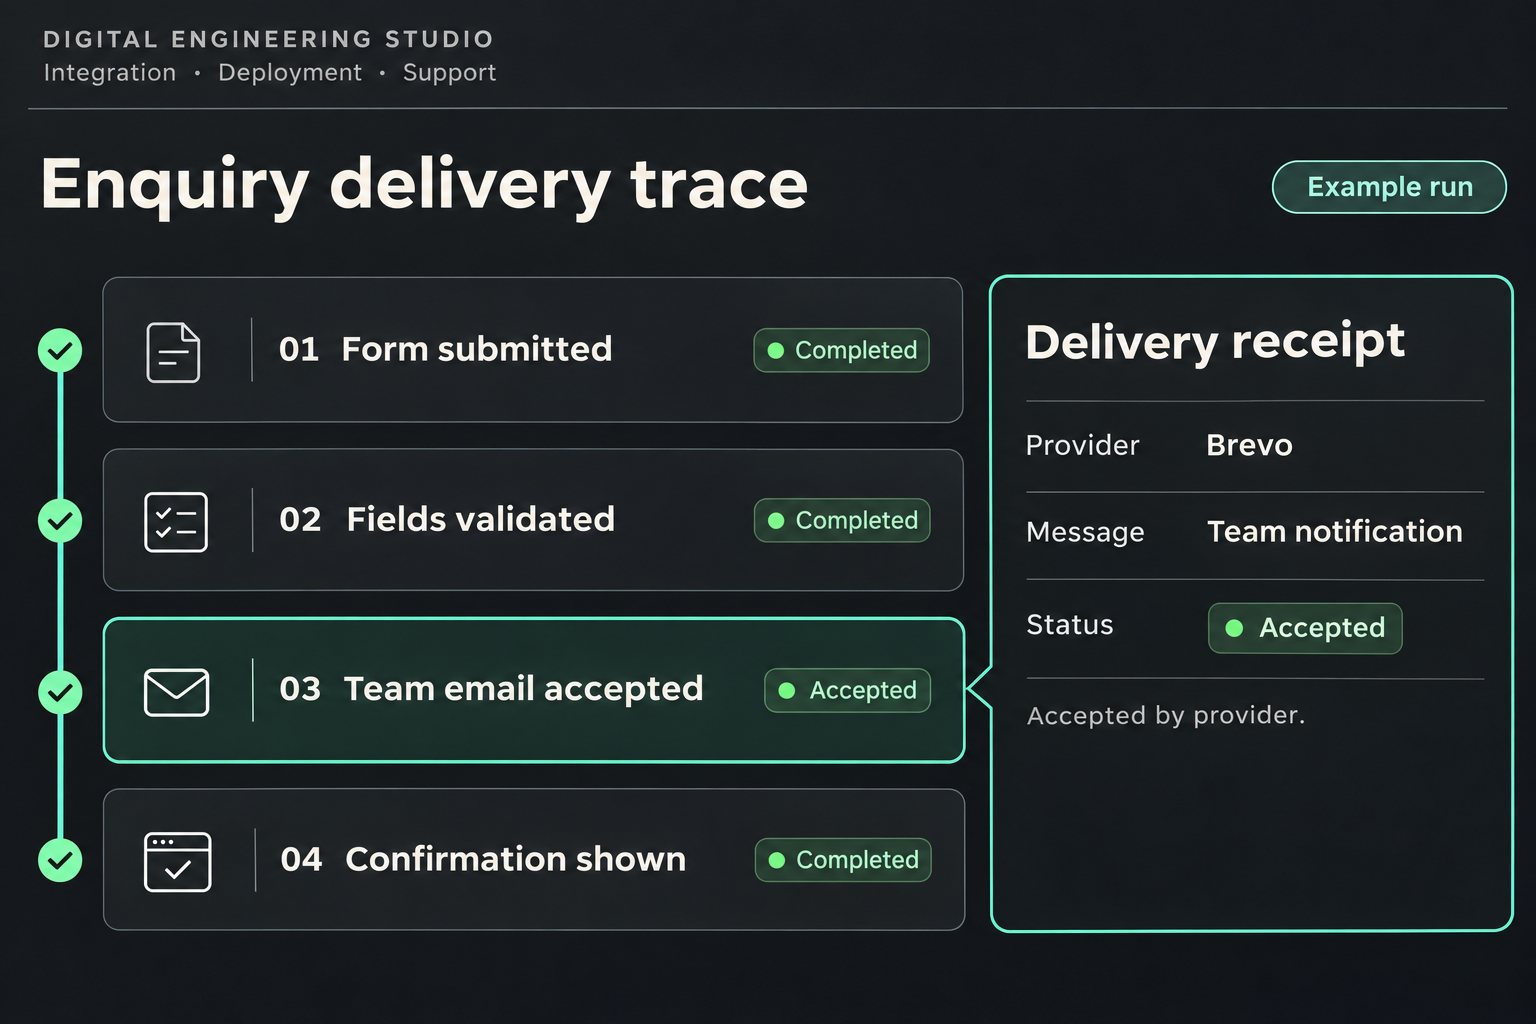 DIGITAL ENGINEERING STUDIO
Integration • Deployment • Support
Enquiry delivery trace
Example run
01 Form submitted
Completed
02 Fields validated
Completed
03 Team email accepted
Accepted
04 Confirmation shown
Completed
Delivery receipt
Provider Brevo
Message Team notification
Status Accepted
Accepted by provider.